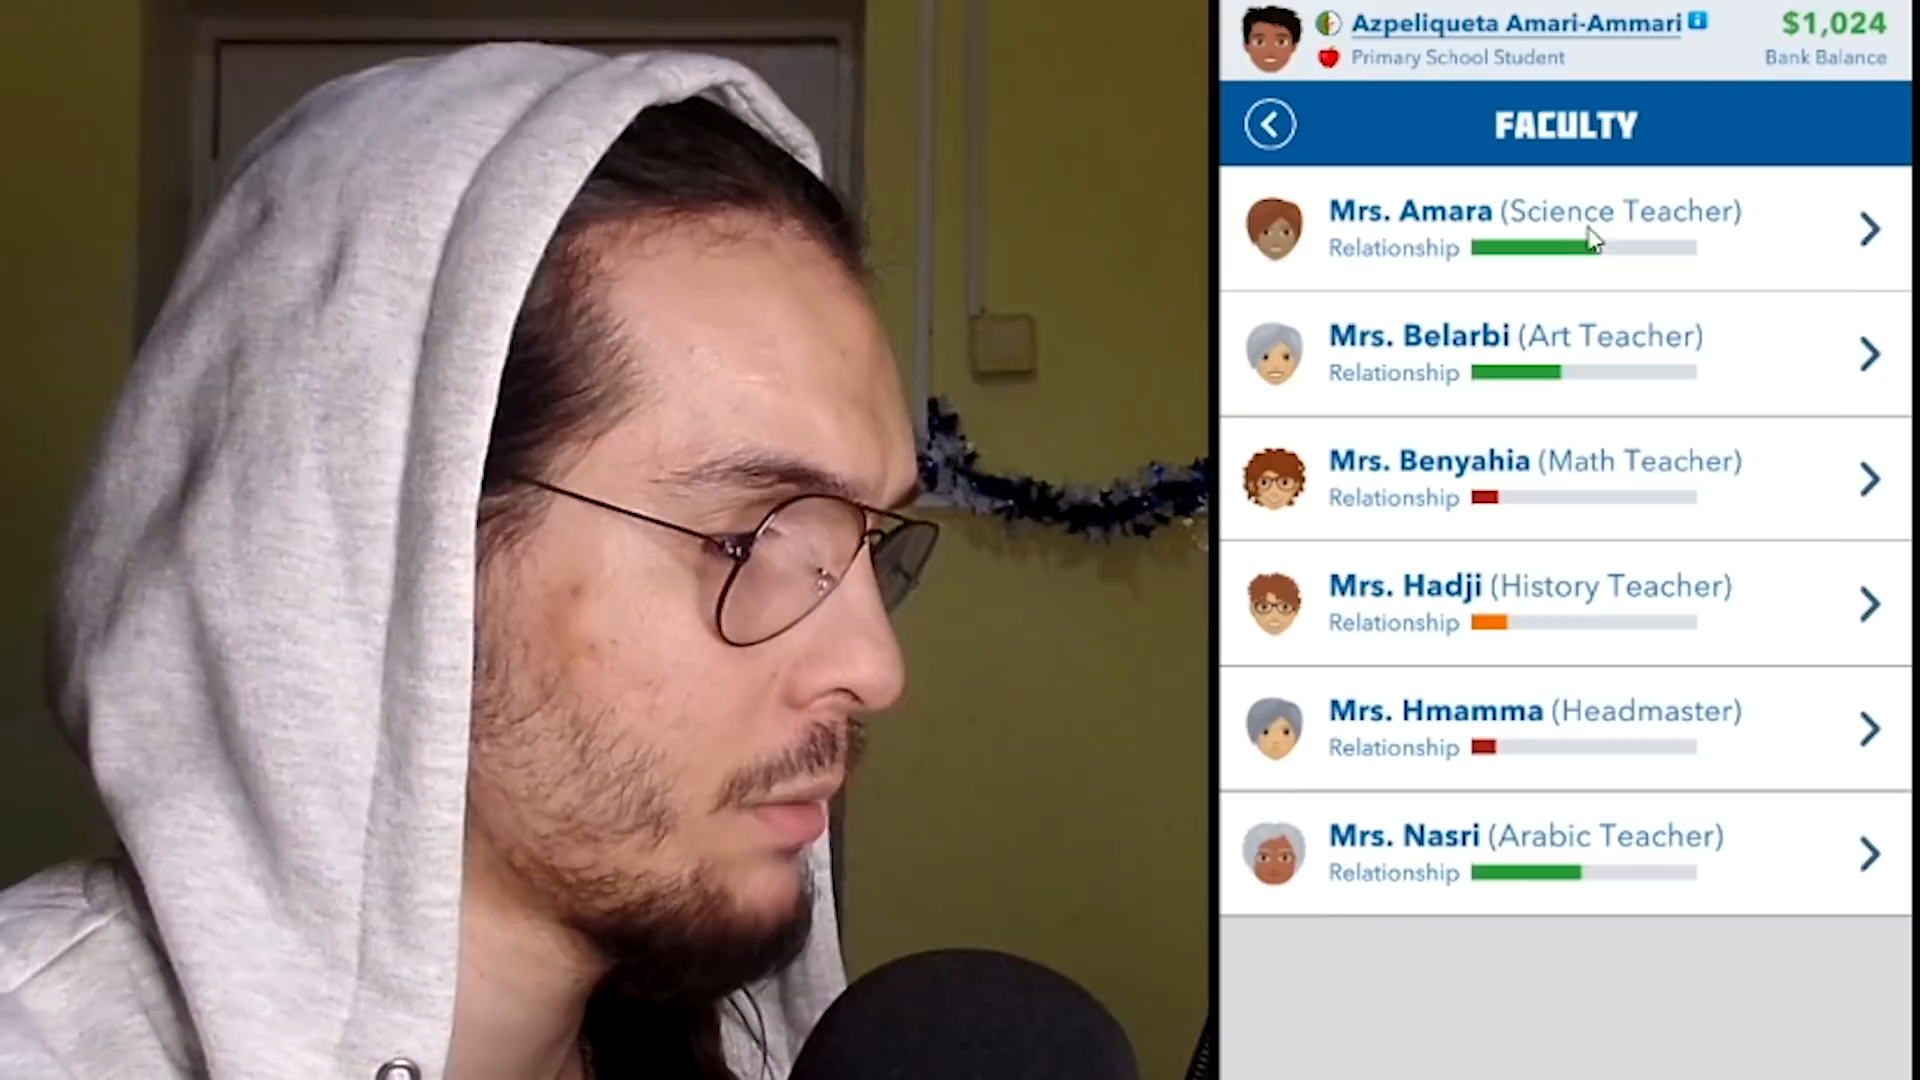 Azpeliqueta Amari-Ammari
$1,024
Primary School Student
Bank Balance
FACULTY
Mrs. Amara (Science Teacher)
Relationship
Mrs. Belarbi (Art Teacher)
Relationship
Mrs. Benyahia (Math Teacher)
Relationship
Mrs. Hadji (History Teacher)
Relationship
Mrs. Hmamma (Headmaster)
Relationship
Mrs. Nasri (Arabic Teacher)
Relationship